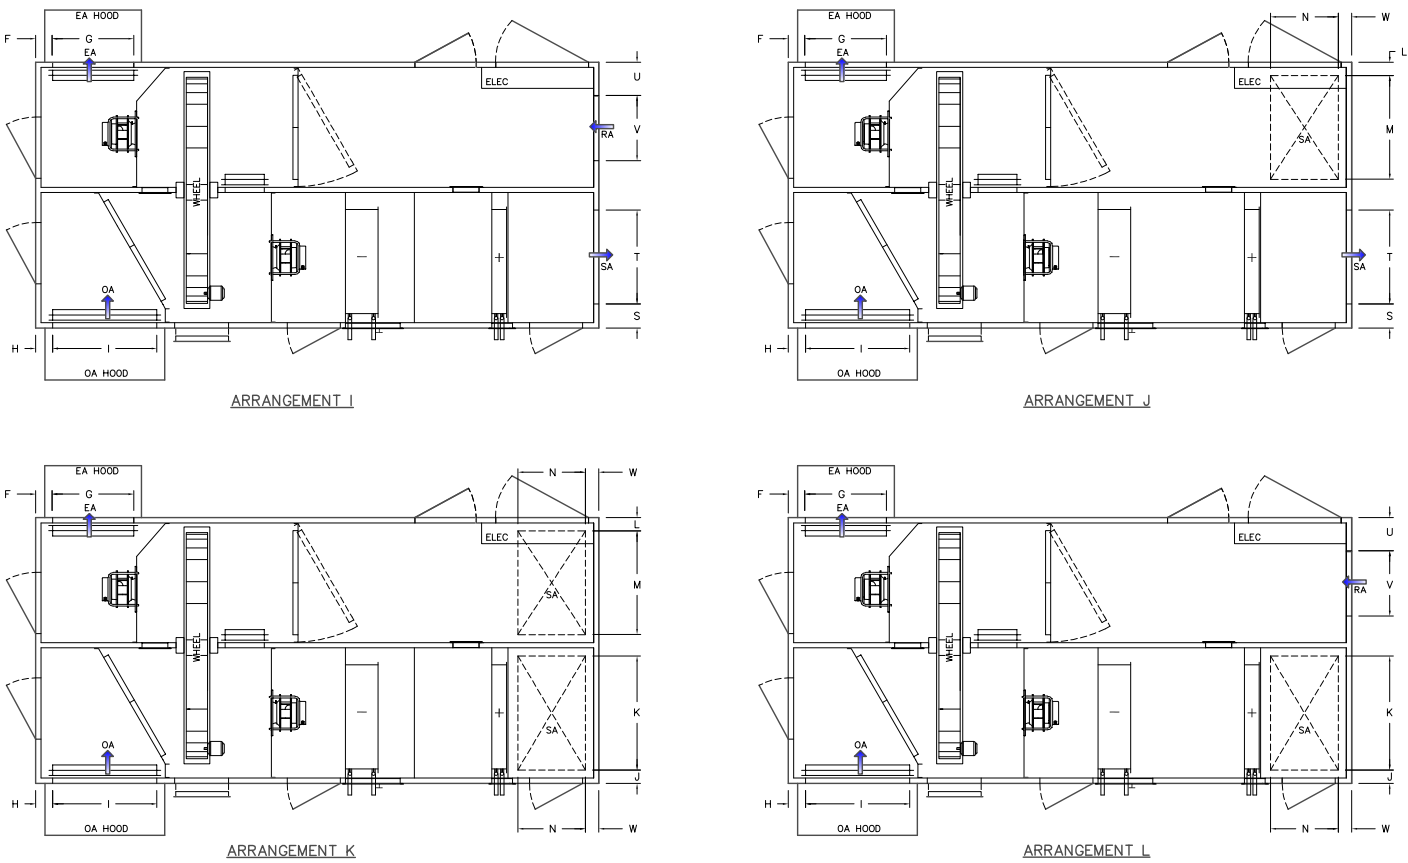 EA HOOD
F
G
EA
U
ELEC
V
RA
WHEEL
OA
T
SA
S
H
I
OA HOOD
ARRANGEMENT I
EA HOOD
N
W
F
G
EA
L
ELEC
M
SA
WHEEL
OA
T
SA
S
H
I
OA HOOD
ARRANGEMENT J
EA HOOD
N
W
F
G
EA
L
ELEC
M
SA
WHEEL
K
SA
OA
J
H
I
OA HOOD
N
W
ARRANGEMENT K
EA HOOD
F
G
EA
U
ELEC
V
RA
WHEEL
K
SA
OA
J
H
I
OA HOOD
N
W
ARRANGEMENT L